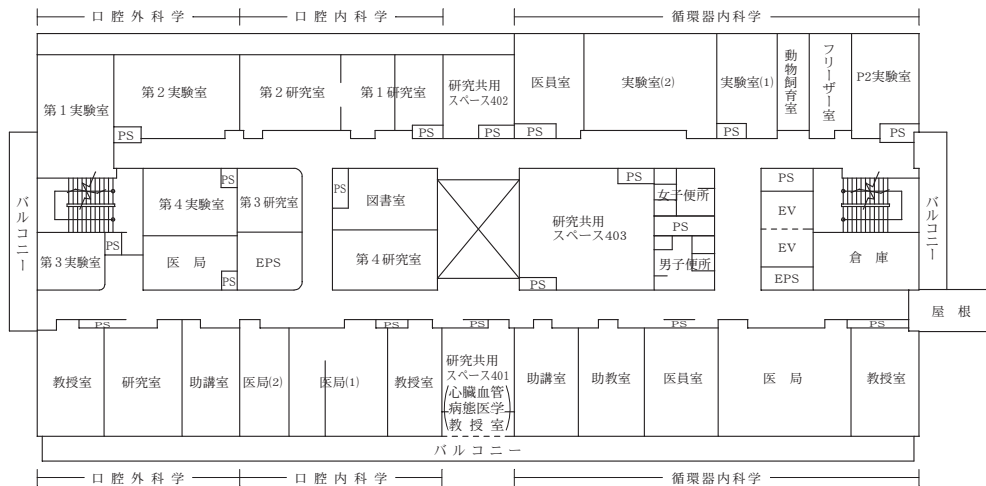 口腔外科学
口腔内科学
循環器内科学
第1実験室
第2実験室
第2研究室
第1研究室
研究共用
スペース402
医員室
実験室(2)
実験室(1)
動物飼育室
フリーザー室
P2実験室
PS
PS
PS
PS
PS
PS
バルコニー
バルコニー
第4実験室
PS
第3研究室
PS
図書室
PS
女子便所
PS
EV
研究共用
スペース403
PS
EV
PS
第3実験室
医局
PS
EPS
第4研究室
PS
男子便所
EPS
倉庫
屋根
PS
PS
PS
PS
PS
教授室
研究室
助講室
医局(2)
医局(1)
教授室
研究共用
スペース401
(心臓血管
病態医学
教授室)
助講室
助教室
医員室
医局
教授室
バルコニー
口腔外科学
口腔内科学
循環器内科学